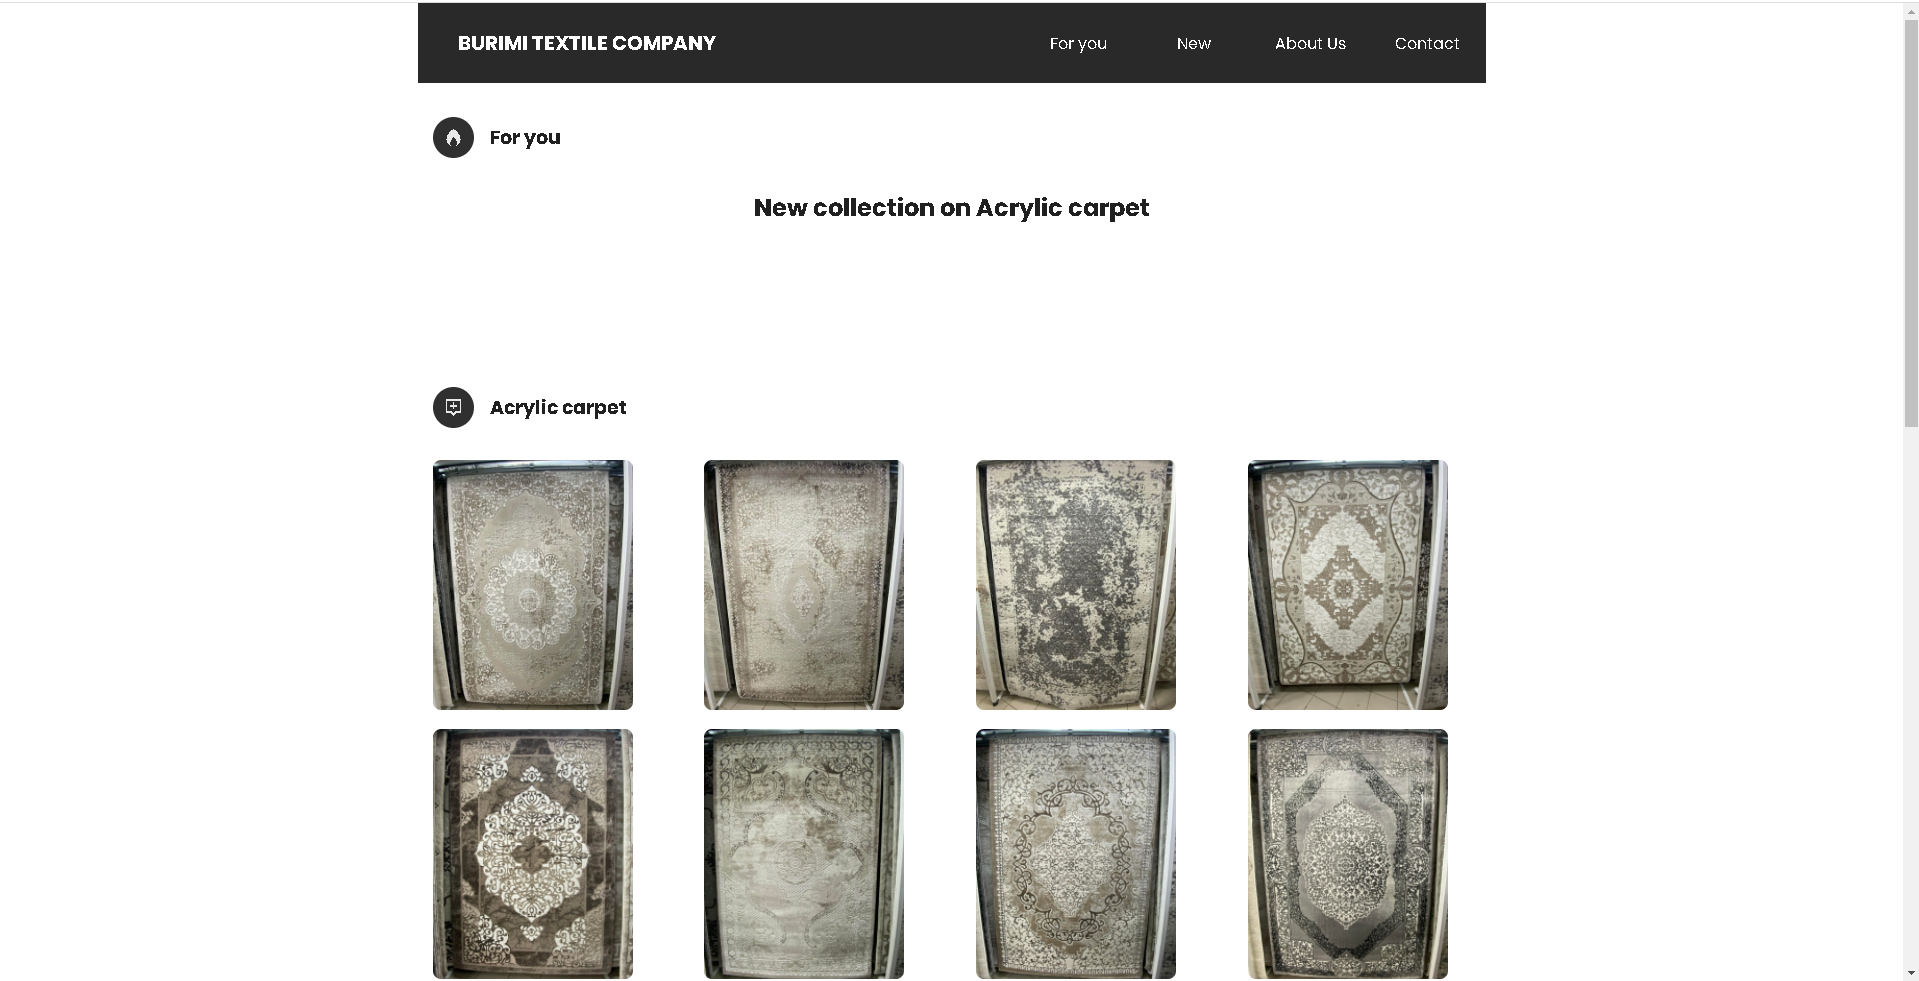 BURIMI TEXTILE COMPANY
For you
New
About Us
Contact
For you
New collection on Acrylic carpet
Acrylic carpet